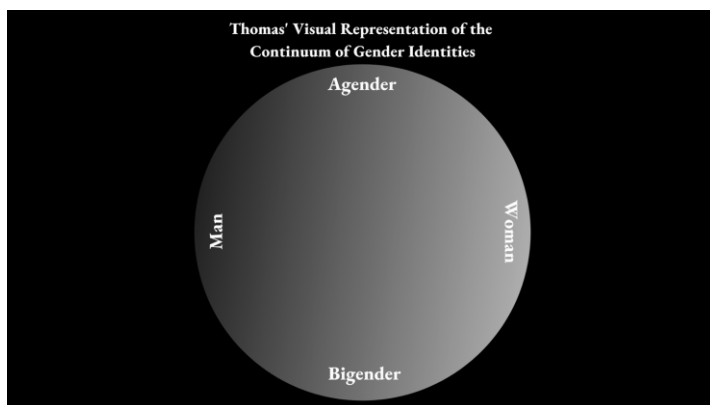 Thomas' Visual Representation of the
Continuum of Gender Identities
Agender
Man
Woman
Bigender